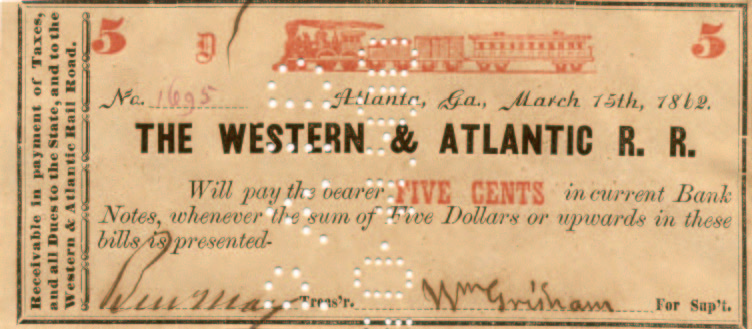 Receivable in payment of Taxes,
and all Dues to the State, and to the
Western & Atlantic Rail Road.
5 D 5
No. 1695 Atlanta, Ga., March 15th, 1862.
THE WESTERN & ATLANTIC R. R.
Will pay the bearer FIVE CENTS in current Bank
Notes, whenever the sum of Five Dollars or upwards in these
bills is presented-
Ben May Treas'r. Wm Grisham For Sup't.